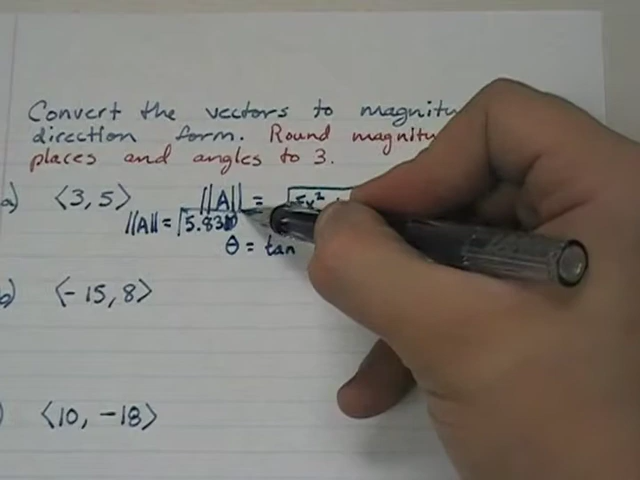 Convert the vectors to magnitu
direction form. Round magnitu
places and angles to 3.
a) ⟨3, 5⟩ ||A|| =
||A|| = 5.83
θ = tan
b) ⟨-15, 8⟩
) ⟨10, -18⟩